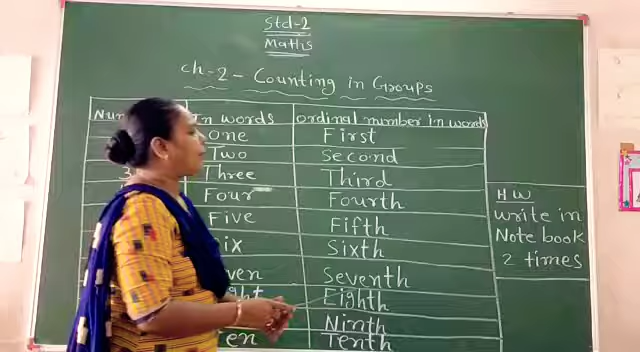 Std-2
Maths
ch-2 - Counting in Groups
In words ordinal number in words
One First
Two Second
3 Three Third
Four Fourth
Five Fifth
Sixth
Seventh
Eighth
Ninth
Tenth
H W
write in
Note book
2 times